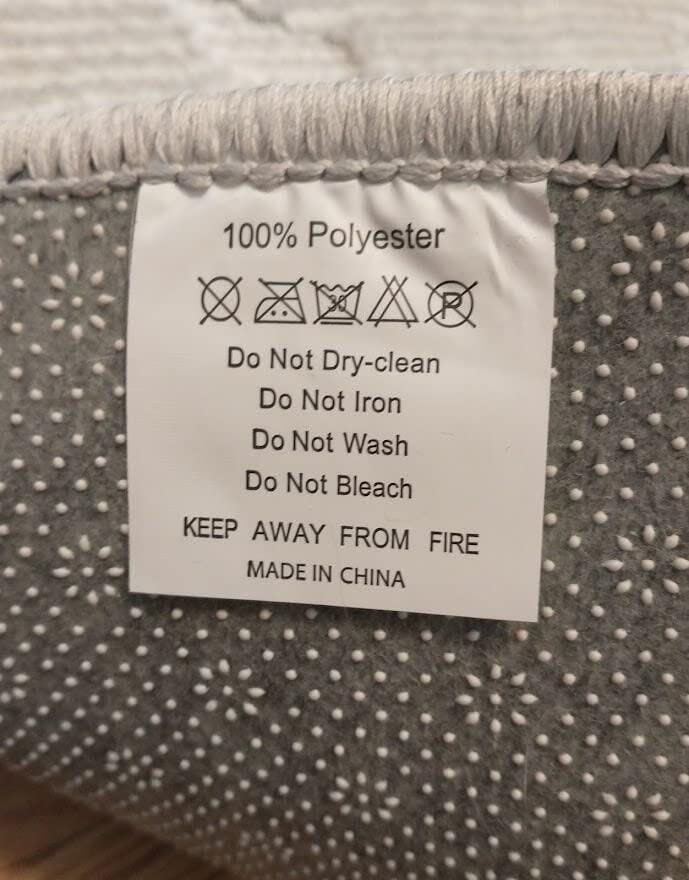 100% Polyester
30 P
Do Not Dry-clean
Do Not Iron
Do Not Wash
Do Not Bleach
KEEP AWAY FROM FIRE
MADE IN CHINA